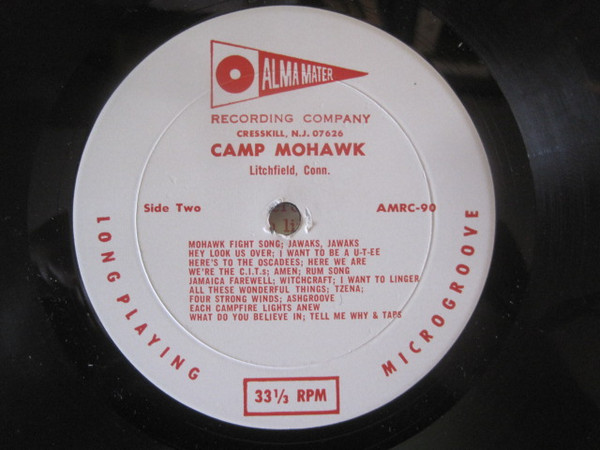 ALMA MATER
RECORDING COMPANY
CRESSKILL, N.J. 07626
CAMP MOHAWK
Litchfield, Conn.
Side Two
AMRC-90
MOHAWK FIGHT SONG; JAWAKS, JAWAKS
HEY LOOK US OVER; I WANT TO BE A U-T-EE
HERE'S TO THE OSCADEES; HERE WE ARE
WE'RE THE C.I.T.s; AMEN; RUM SONG
JAMAICA FAREWELL; WITCHCRAFT; I WANT TO LINGER
ALL THESE WONDERFUL THINGS; TZENA;
FOUR STRONG WINDS; ASHGROOVE
EACH CAMPFIRE LIGHTS ANEW
WHAT DO YOU BELIEVE IN; TELL ME WHY & TAPS
LONG PLAYING
MICROGROOVE
33 1/3 RPM